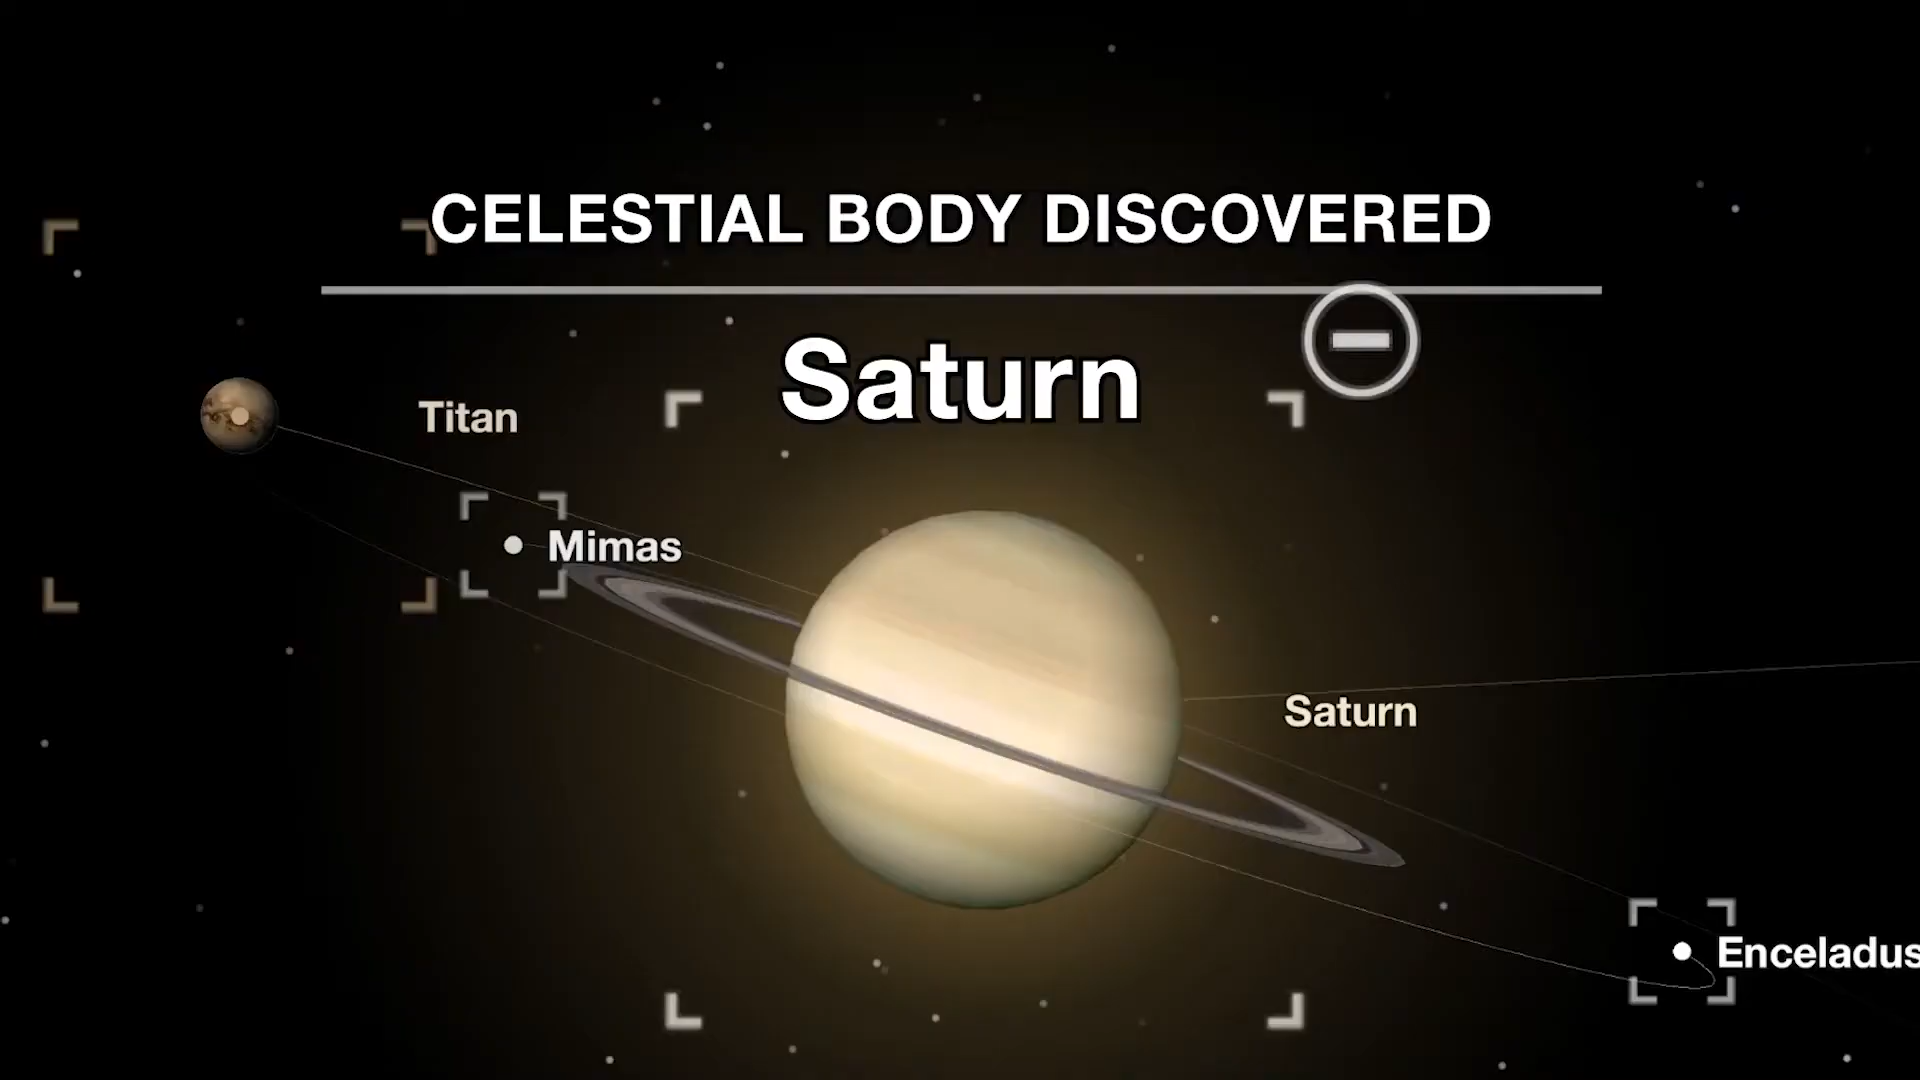 CELESTIAL BODY DISCOVERED
Saturn
Titan
Mimas
Saturn
Enceladus